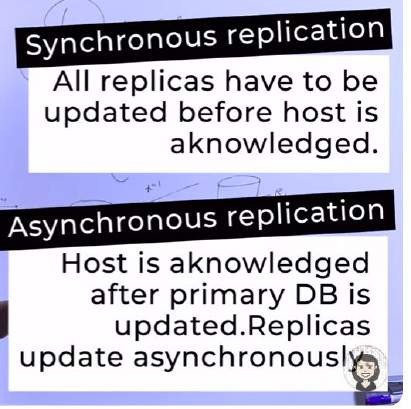 Synchronous replication
All replicas have to be
updated before host is
aknowledged.
Asynchronous replication
Host is aknowledged
after primary DB is
updated.Replicas
update asynchronously